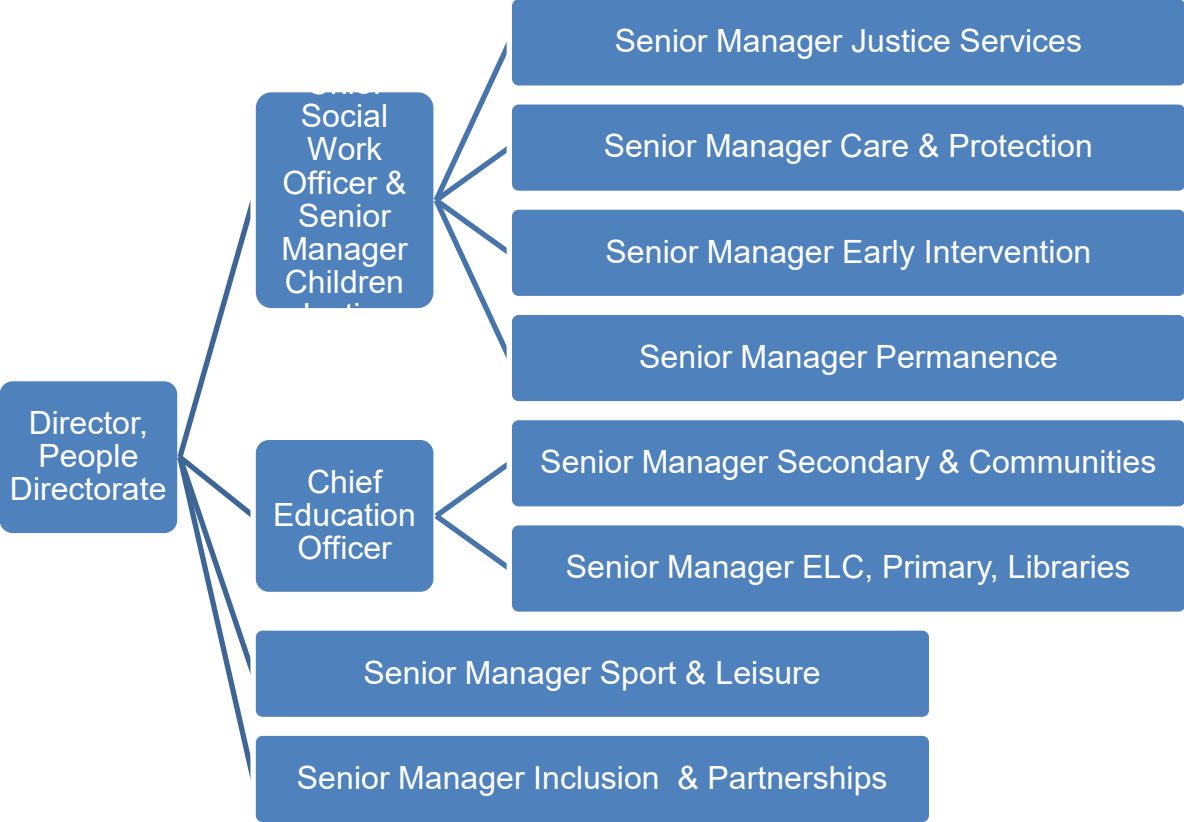 Director,
People
Directorate
Social
Work
Officer &
Senior
Manager
Children
Senior Manager Justice Services
Senior Manager Care & Protection
Senior Manager Early Intervention
Senior Manager Permanence
Chief
Education
Officer
Senior Manager Secondary & Communities
Senior Manager ELC, Primary, Libraries
Senior Manager Sport & Leisure
Senior Manager Inclusion  & Partnerships